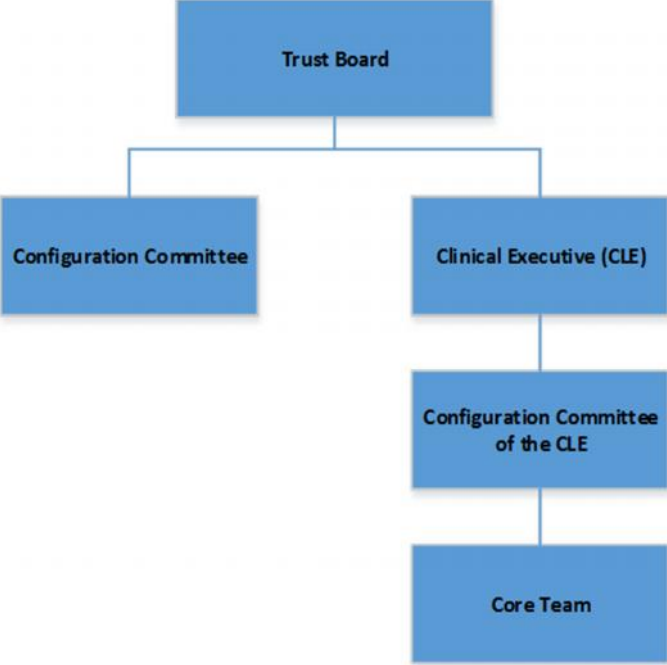 Trust Board
Configuration Committee
Clinical Executive (CLE)
Configuration Committee
of the CLE
Core Team